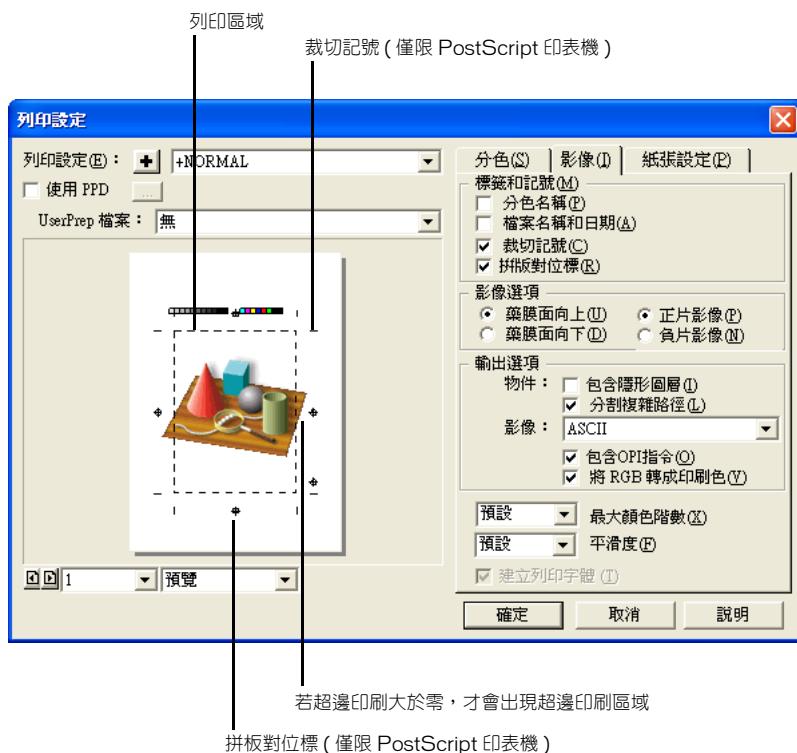 列印區域
裁切記號 ( 僅限 PostScript 印表機 )
列印設定
列印設定(E)： +NORMAL
使用 PPD ...
UserPrep 檔案： 無
1 預覽
分色(S) 影像(I) 紙張設定(P)
標籤和記號(M)
分色名稱(P)
檔案名稱和日期(A)
裁切記號(C)
拼版對位標(R)
影像選項
藥膜面向上(U) 正片影像(P)
藥膜面向下(D) 負片影像(N)
輸出選項
物件： 包含隱形圖層(I)
分割複雜路徑(L)
影像： ASCII
包含OPI指令(O)
將 RGB 轉成印刷色(V)
預設 最大顏色階數(X)
預設 平滑度(F)
建立列印字體 (T)
確定 取消 說明
若超邊印刷大於零，才會出現超邊印刷區域
拼板對位標 ( 僅限 PostScript 印表機 )